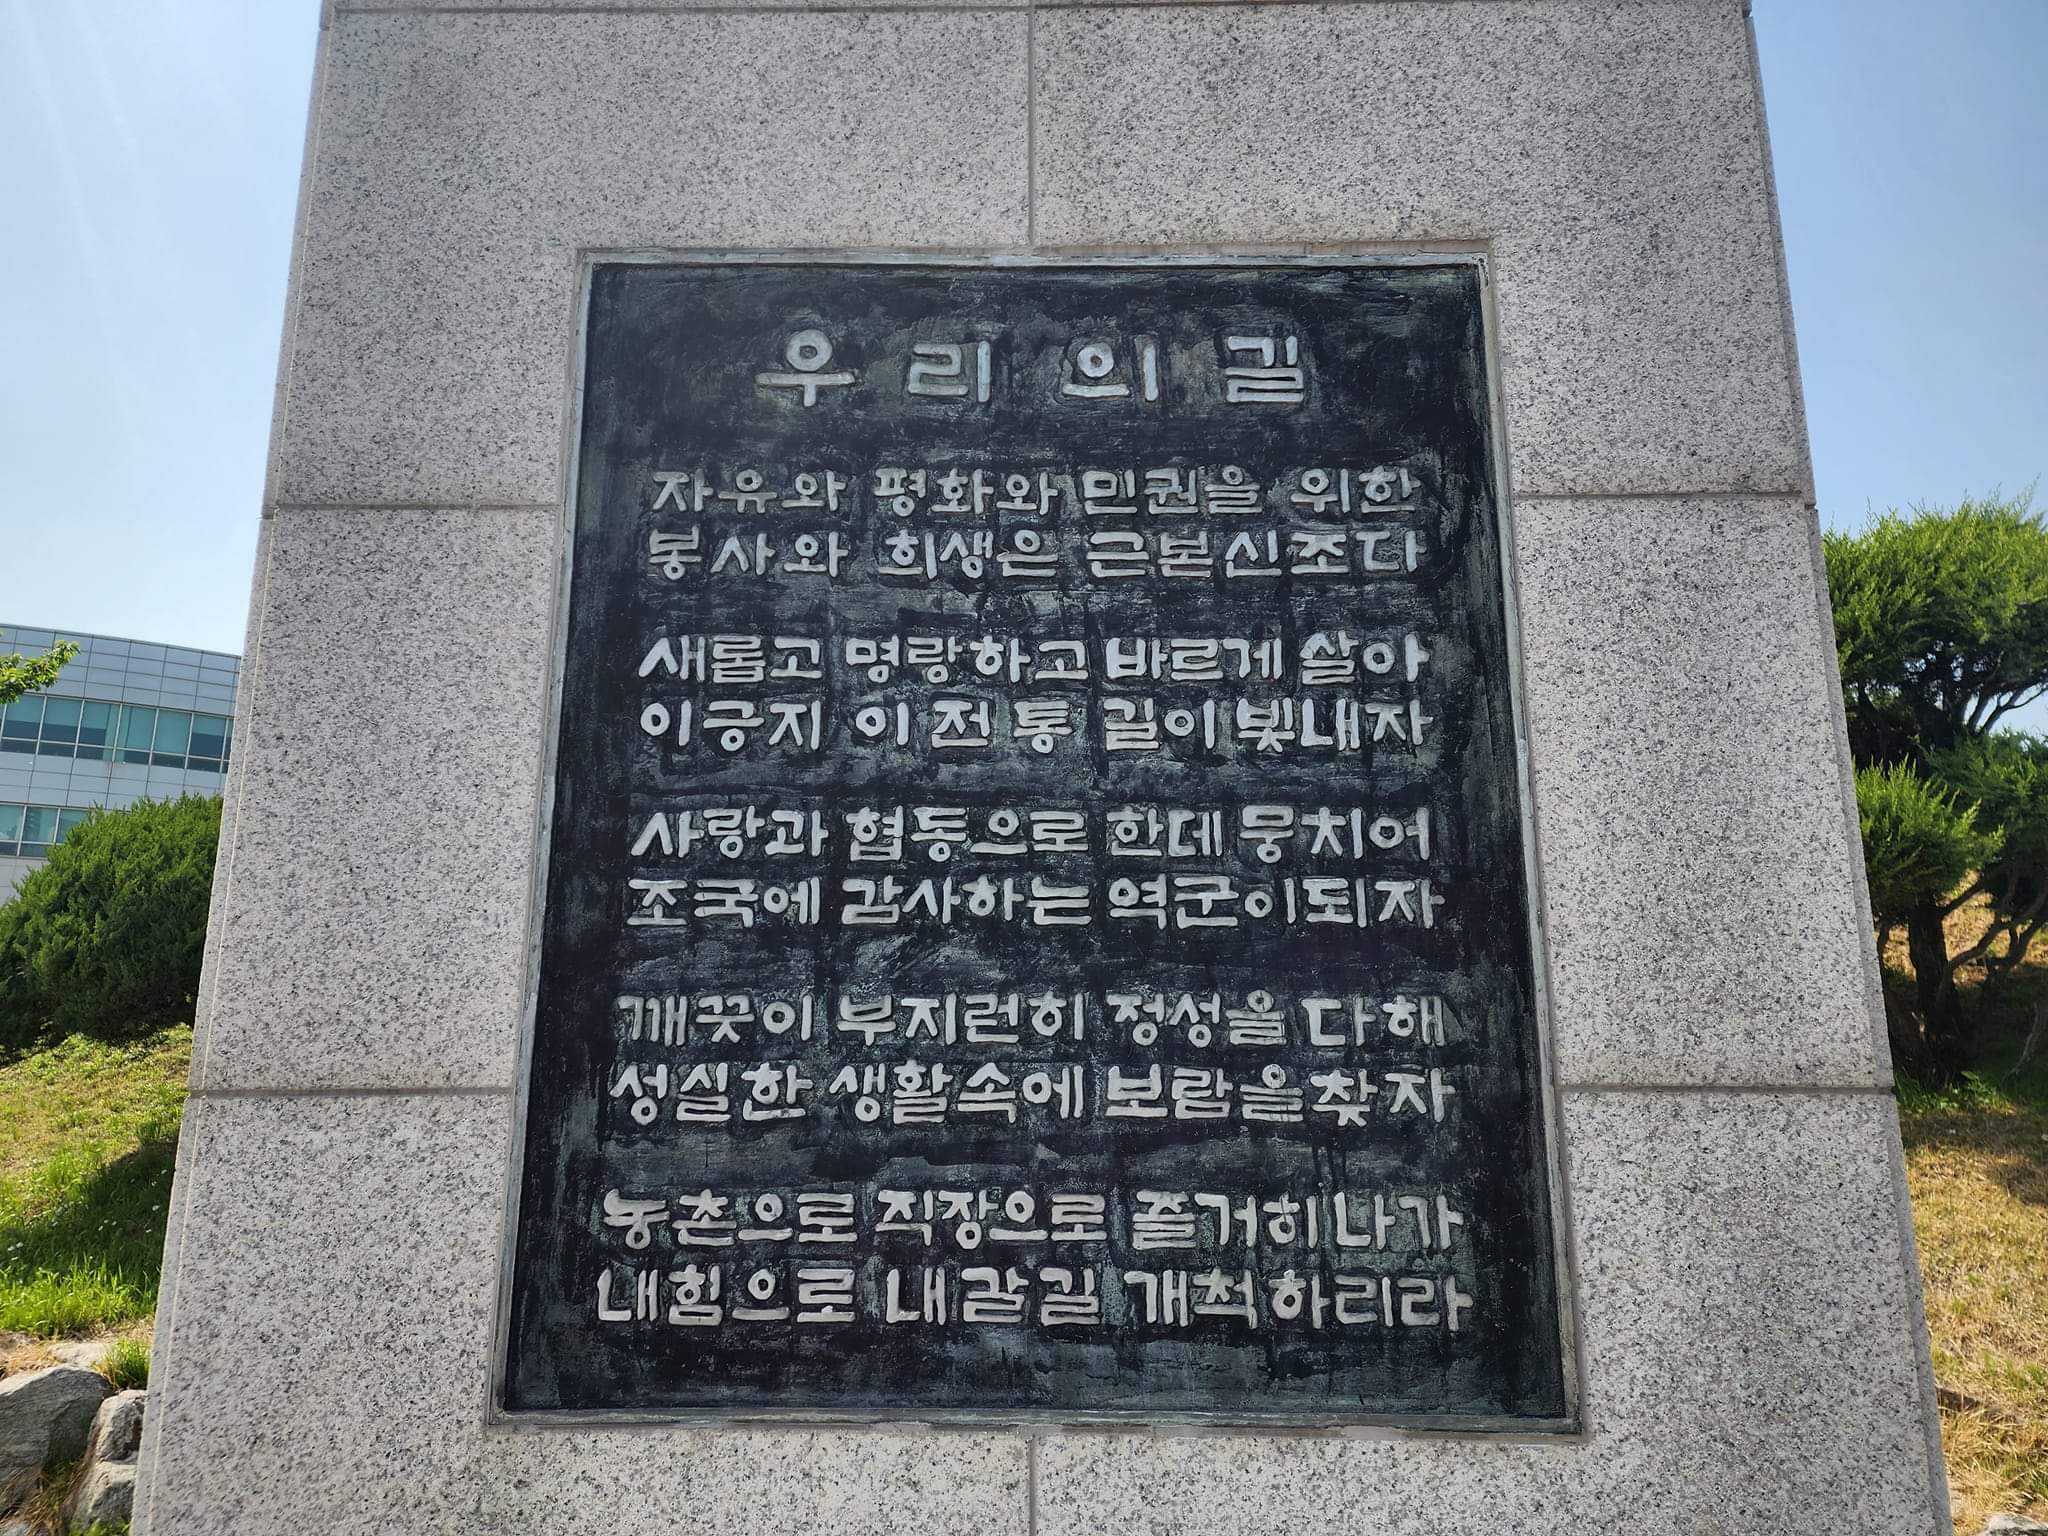 우리의길
자유와 평화와 민권을 위한
봉사와 희생은 근본신조다
새롭고 명랑하고 바르게 살아
이긍지 이 전통 길이 빛내자
사랑과 협동으로 한데 뭉치어
조국에 감사하는 역군이되자
깨끗이 부지런히 정성을 다해
성실한 생활속에 보람을찾자
농촌으로 직장으로 즐거히나가
내힘으로 내갈길 개척하리라